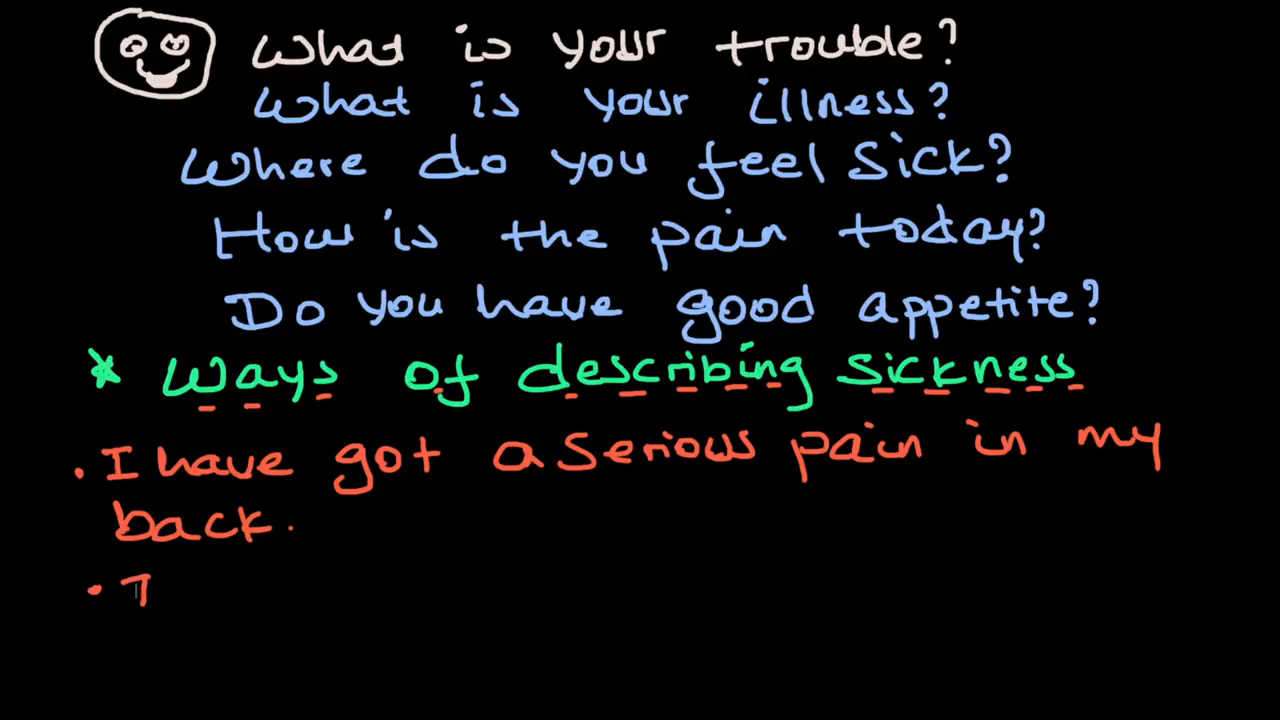 What is your trouble?
What is your illness?
Where do you feel sick?
How is the pain today?
Do you have good appetite?
* Ways of describing sickness
. I have got a serious pain in my
back.
. I